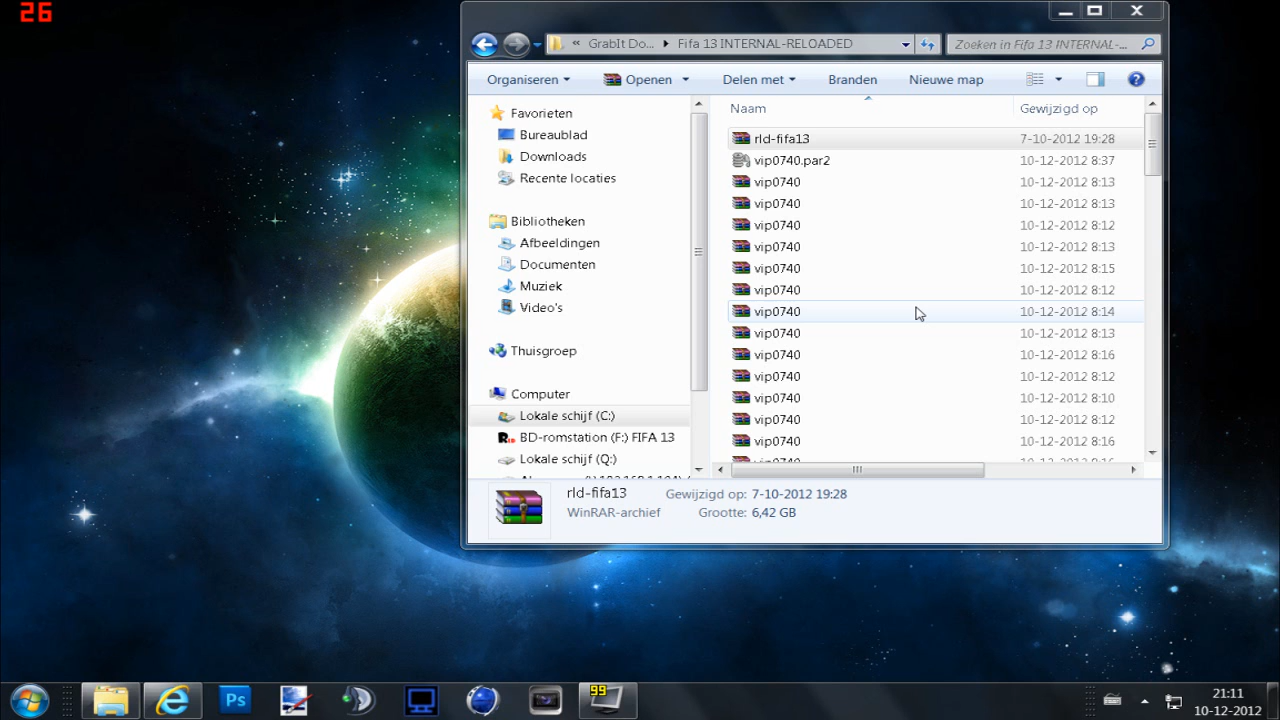 26
« GrabIt Do... ▸ Fifa 13 INTERNAL-RELOADED
Zoeken in Fifa 13 INTERNAL-...
Organiseren Openen Delen met Branden Nieuwe map
Favorieten
Bureaublad
Downloads
Recente locaties
Bibliotheken
Afbeeldingen
Documenten
Muziek
Video's
Thuisgroep
Computer
Lokale schijf (C:)
BD-romstation (F:) FIFA 13
Lokale schijf (Q:)
Naam Gewijzigd op
rld-fifa13 7-10-2012 19:28
vip0740.par2 10-12-2012 8:37
vip0740 10-12-2012 8:13
vip0740 10-12-2012 8:13
vip0740 10-12-2012 8:12
vip0740 10-12-2012 8:13
vip0740 10-12-2012 8:15
vip0740 10-12-2012 8:12
vip0740 10-12-2012 8:14
vip0740 10-12-2012 8:13
vip0740 10-12-2012 8:16
vip0740 10-12-2012 8:12
vip0740 10-12-2012 8:10
vip0740 10-12-2012 8:12
vip0740 10-12-2012 8:16
vip0740 10-12-2012 8:16
rld-fifa13 Gewijzigd op: 7-10-2012 19:28
WinRAR-archief Grootte: 6,42 GB
Ps
99
21:11
10-12-2012